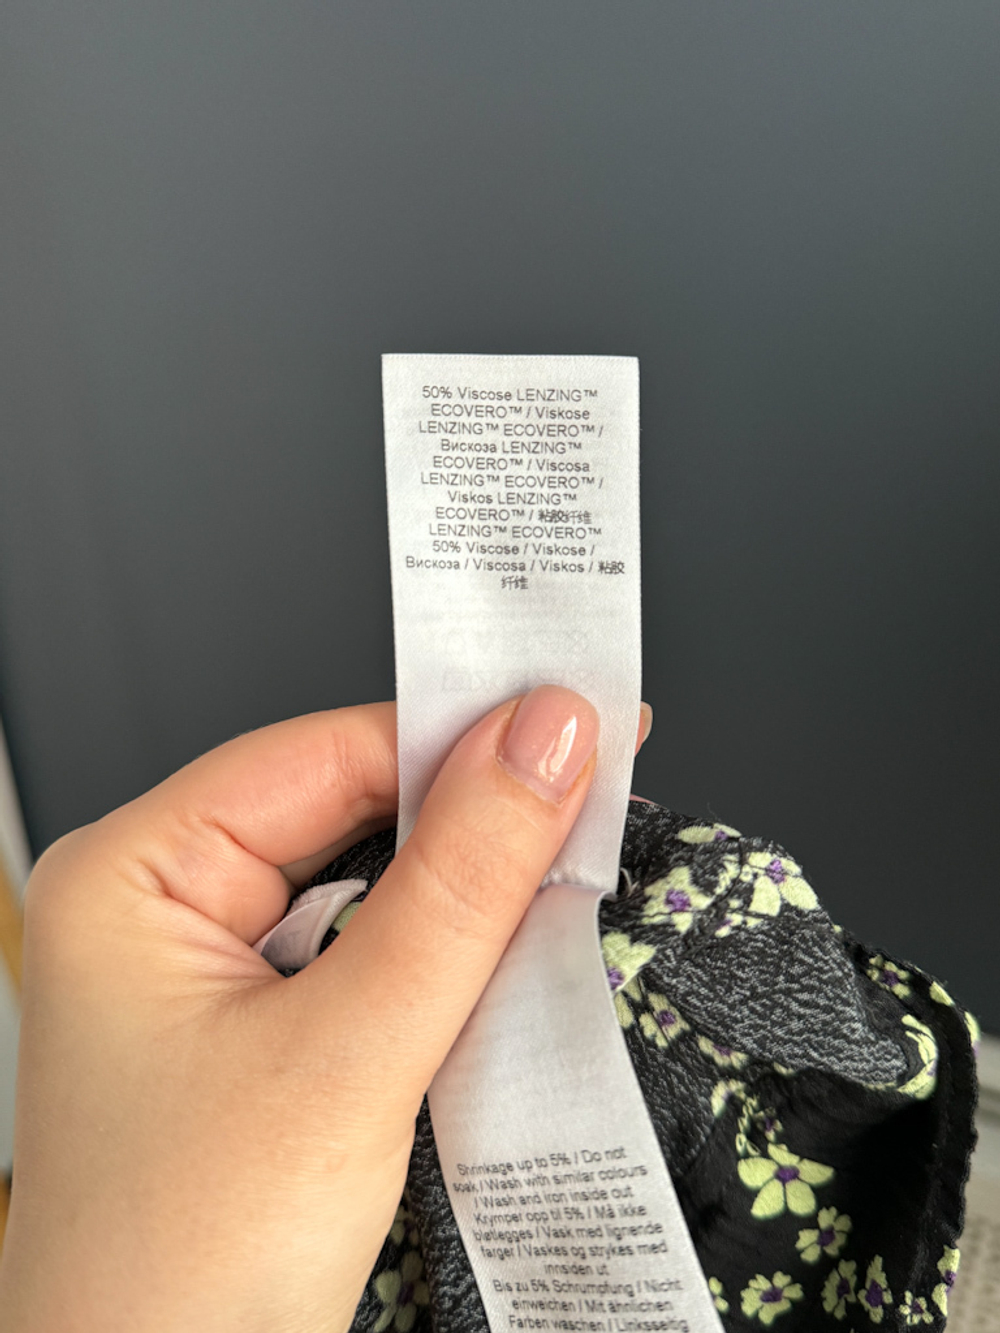 50% Viscose LENZING™
ECOVERO™ / Viskose
LENZING™ ECOVERO™ /
Вискоза LENZING™
ECOVERO™ / Viscosa
LENZING™ ECOVERO™ /
Viskos LENZING™
ECOVERO™ / 粘胶纤维
LENZING™ ECOVERO™
50% Viscose / Viskose /
Вискоза / Viscosa / Viskos / 粘胶
纤维
Shrinkage up to 5% / Do not
soak / Wash with similar colours
/ Wash and iron inside out
Krymper opp til 5% / Må ikke
bløtlegges / Vask med lignende
farger / Vaskes og strykes med
innsiden ut
Bis zu 5% Schrumpfung / Nicht
einweichen / Mit ähnlichen
Farben waschen / Linksseitig